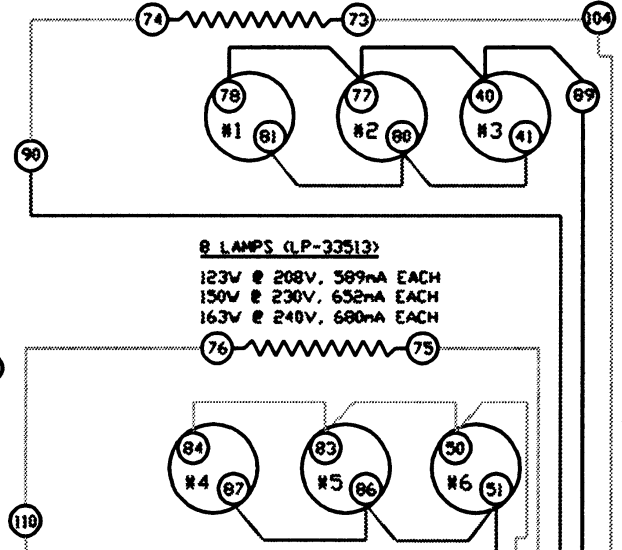 74 73 104
78 77 40 89
#1 81 #2 80 #3 41
90
8 LAMPS (LP-33513)
123W @ 208V, 589mA EACH
150W @ 230V, 652mA EACH
163W @ 240V, 680mA EACH
76 75
84 83 50
#4 87 #5 86 #6 51
110